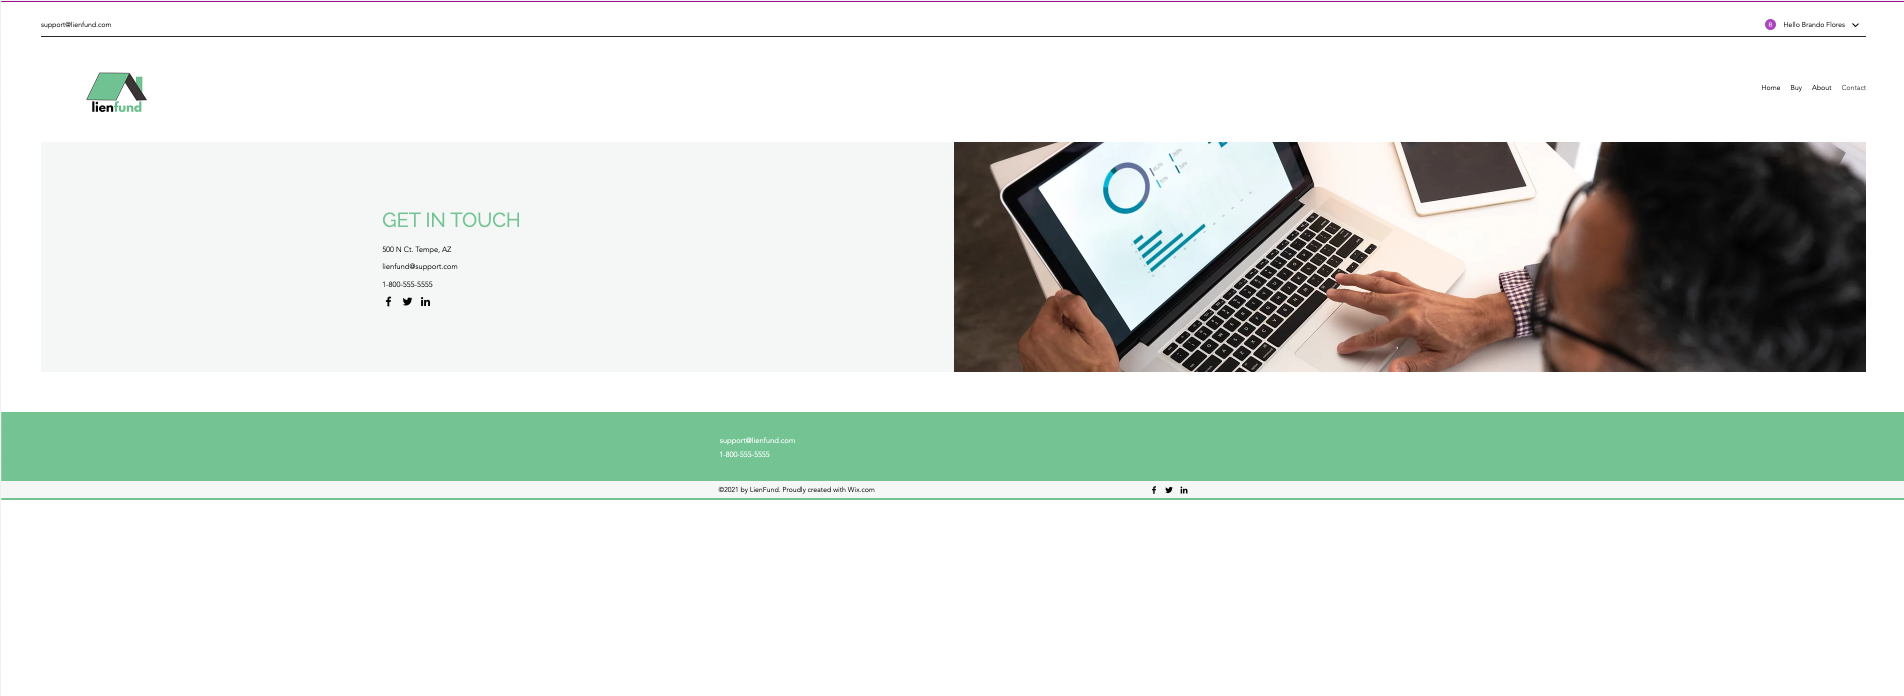 support@lienfund.com
Hello Brando Flores
lienfund
Home Buy About Contact
GET IN TOUCH
500 N Ct. Tempe, AZ
lienfund@support.com
1-800-555-5555
support@lienfund.com
1-800-555-5555
©2021 by LienFund. Proudly created with Wix.com